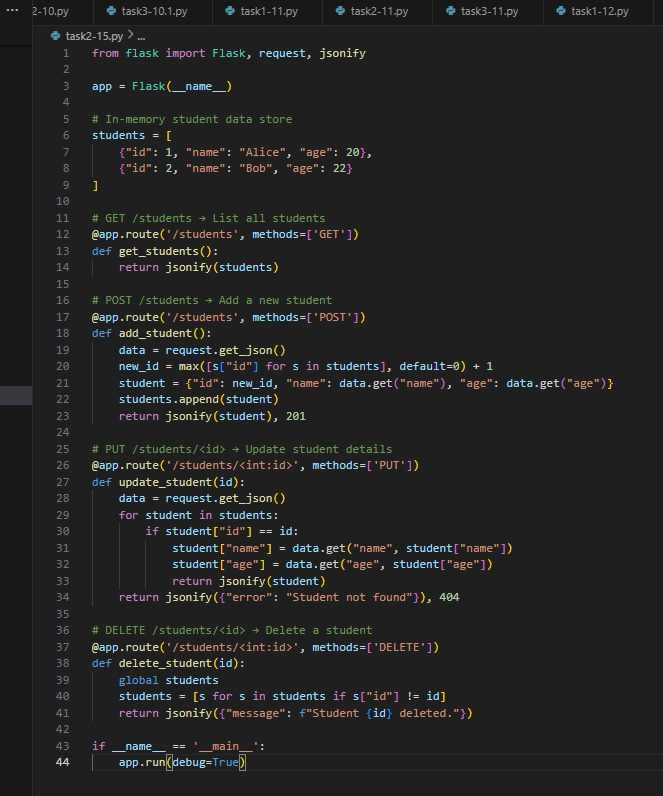 ... 2-10.py task3-10.1.py task1-11.py task2-11.py task3-11.py task1-12.py
task2-15.py > ...
1 from flask import Flask, request, jsonify
2
3 app = Flask(__name__)
4
5 # In-memory student data store
6 students = [
7     {"id": 1, "name": "Alice", "age": 20},
8     {"id": 2, "name": "Bob", "age": 22}
9 ]
10
11 # GET /students → List all students
12 @app.route('/students', methods=['GET'])
13 def get_students():
14     return jsonify(students)
15
16 # POST /students → Add a new student
17 @app.route('/students', methods=['POST'])
18 def add_student():
19     data = request.get_json()
20     new_id = max([s["id"] for s in students], default=0) + 1
21     student = {"id": new_id, "name": data.get("name"), "age": data.get("age")}
22     students.append(student)
23     return jsonify(student), 201
24
25 # PUT /students/<id> → Update student details
26 @app.route('/students/<int:id>', methods=['PUT'])
27 def update_student(id):
28     data = request.get_json()
29     for student in students:
30         if student["id"] == id:
31             student["name"] = data.get("name", student["name"])
32             student["age"] = data.get("age", student["age"])
33             return jsonify(student)
34     return jsonify({"error": "Student not found"}), 404
35
36 # DELETE /students/<id> → Delete a student
37 @app.route('/students/<int:id>', methods=['DELETE'])
38 def delete_student(id):
39     global students
40     students = [s for s in students if s["id"] != id]
41     return jsonify({"message": f"Student {id} deleted."})
42
43 if __name__ == '__main__':
44     app.run(debug=True)